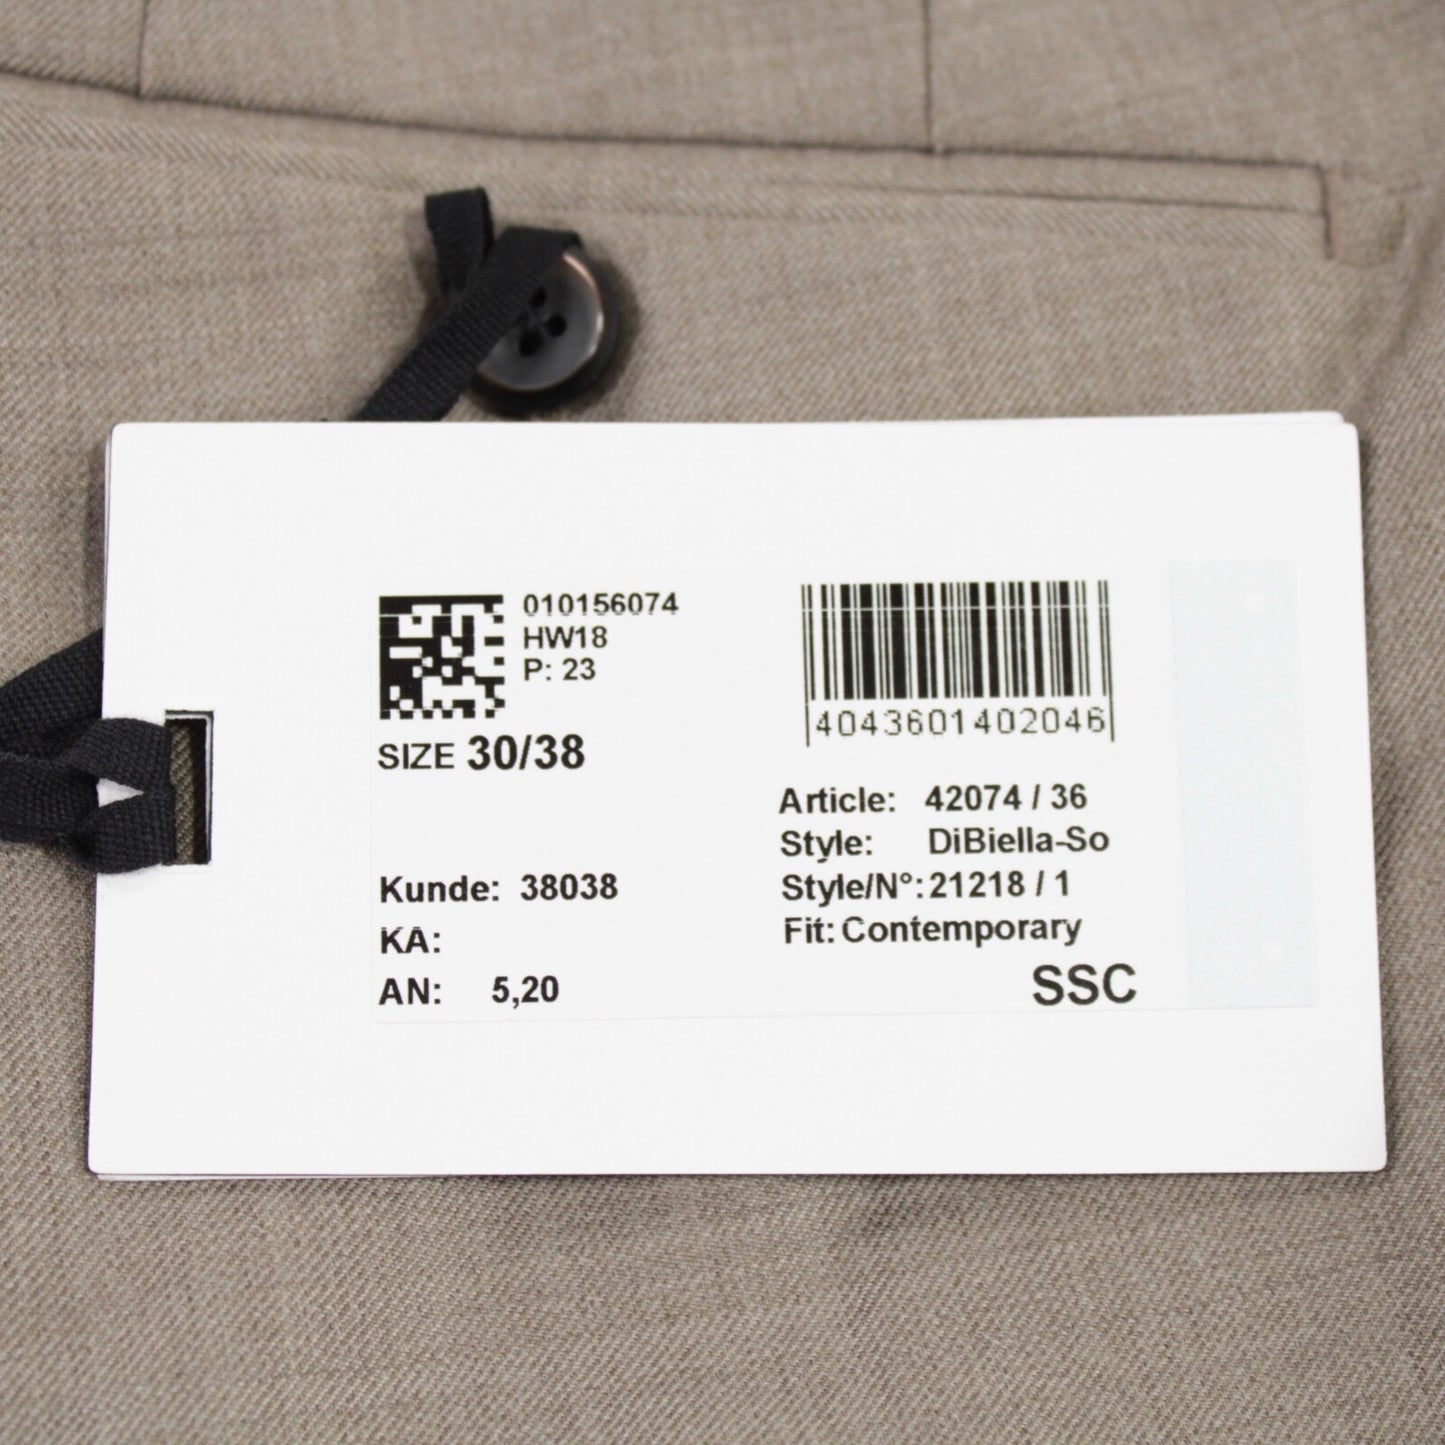 010156074
HW18
P: 23
SIZE 30/38
Kunde: 38038
KA:
AN: 5,20
4043601402046
Article: 42074 / 36
Style: DiBiella-So
Style/N°: 21218 / 1
Fit: Contemporary
SSC